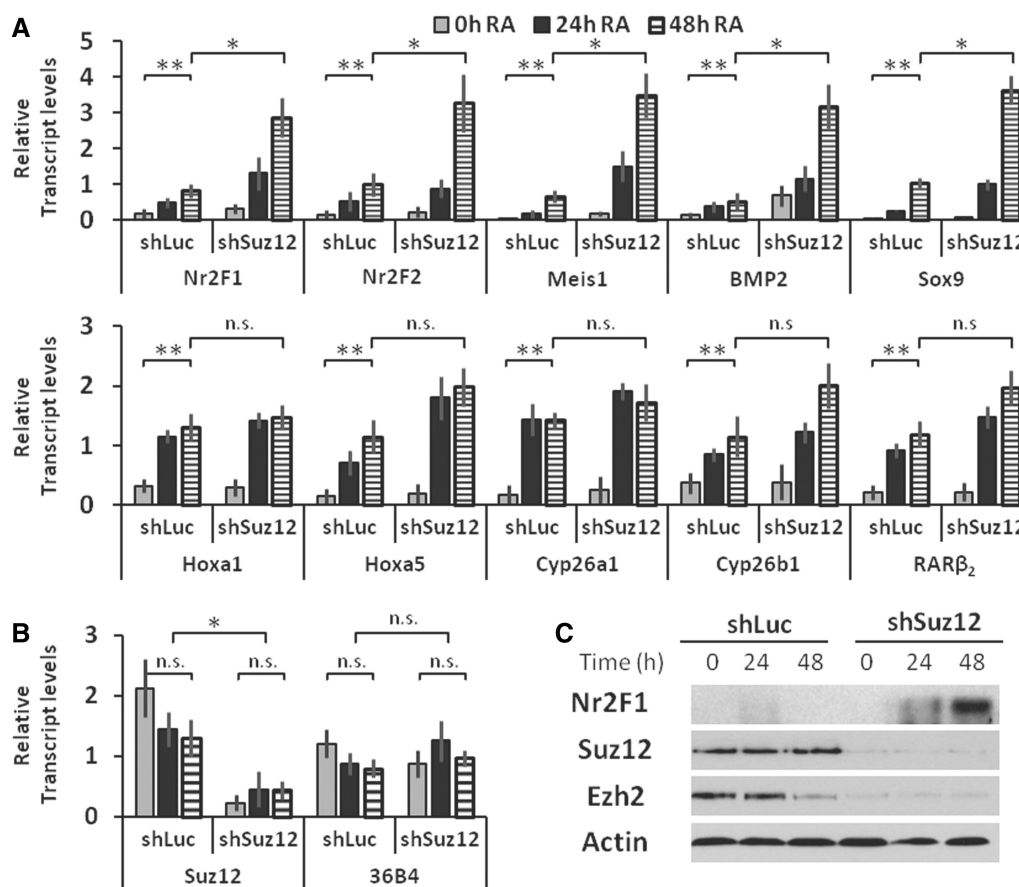 A
0h RA 24h RA 48h RA
Relative Transcript levels
5
4
3
2
1
0
** * ** * ** * ** * ** *
shLuc shSuz12 shLuc shSuz12 shLuc shSuz12 shLuc shSuz12 shLuc shSuz12
Nr2F1 Nr2F2 Meis1 BMP2 Sox9
Relative Transcript levels
3
2
1
0
n.s. n.s. n.s. n.s n.s
** ** ** ** **
shLuc shSuz12 shLuc shSuz12 shLuc shSuz12 shLuc shSuz12 shLuc shSuz12
Hoxa1 Hoxa5 Cyp26a1 Cyp26b1 RARβ₂
B
Relative Transcript levels
3
2
1
0
* n.s.
n.s. n.s. n.s. n.s.
shLuc shSuz12 shLuc shSuz12
Suz12 36B4
C
shLuc shSuz12
Time (h) 0 24 48 0 24 48
Nr2F1
Suz12
Ezh2
Actin